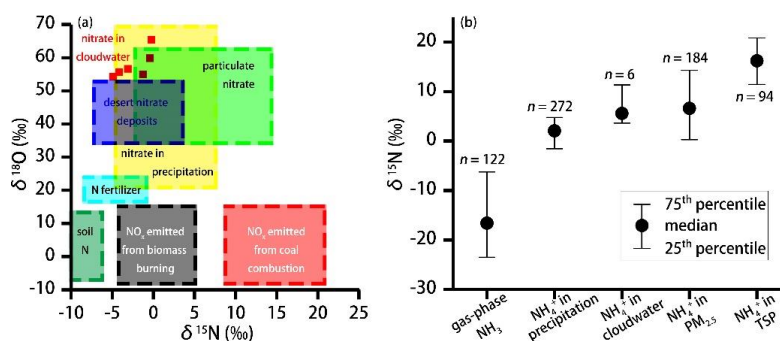 (a)
70
60
50
40
30
20
10
0
-10
δ¹⁸O (‰)
nitrate in
cloudwater
particulate
nitrate
desert nitrate
deposits
nitrate in
precipitation
N fertilizer
soil
N
NOx emitted
from biomass
burning
NOx emitted
from coal
combustion
-10 -5 0 5 10 15 20 25
δ¹⁵N (‰)
(b)
20
10
0
-10
-20
-30
δ¹⁵N (‰)
n = 122
n = 272
n = 6
n = 184
n = 94
75th percentile
median
25th percentile
gas-phase
NH₃
NH₄⁺ in
precipitation
NH₄⁺ in
cloudwater
NH₄⁺ in
PM₂.₅
NH₄⁺ in
TSP